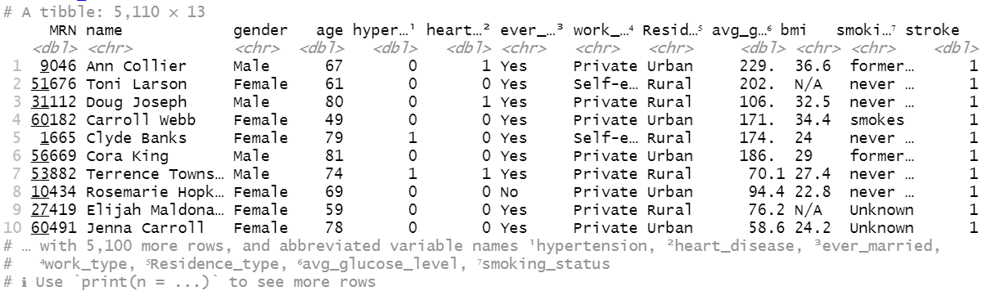 # A tibble: 5,110 × 13
MRN name gender age hyper…¹ heart…² ever_…³ work_…⁴ Resid…⁵ avg_g…⁶ bmi smoki…⁷ stroke
<dbl> <chr> <chr> <dbl> <dbl> <dbl> <chr> <chr> <chr> <dbl> <chr> <chr> <dbl>
1 9046 Ann Collier Male 67 0 1 Yes Private Urban 229. 36.6 former… 1
2 51676 Toni Larson Female 61 0 0 Yes Self-e… Rural 202. N/A never … 1
3 31112 Doug Joseph Male 80 0 1 Yes Private Rural 106. 32.5 never … 1
4 60182 Carroll Webb Female 49 0 0 Yes Private Urban 171. 34.4 smokes 1
5 1665 Clyde Banks Female 79 1 0 Yes Self-e… Rural 174. 24 never … 1
6 56669 Cora King Male 81 0 0 Yes Private Urban 186. 29 former… 1
7 53882 Terrence Towns… Male 74 1 1 Yes Private Rural 70.1 27.4 never … 1
8 10434 Rosemarie Hopk… Female 69 0 0 No Private Urban 94.4 22.8 never … 1
9 27419 Elijah Maldona… Female 59 0 0 Yes Private Rural 76.2 N/A Unknown 1
10 60491 Jenna Carroll Female 78 0 0 Yes Private Urban 58.6 24.2 Unknown 1
# … with 5,100 more rows, and abbreviated variable names ¹hypertension, ²heart_disease, ³ever_married,
# ⁴work_type, ⁵Residence_type, ⁶avg_glucose_level, ⁷smoking_status
# ℹ Use `print(n = ...)` to see more rows